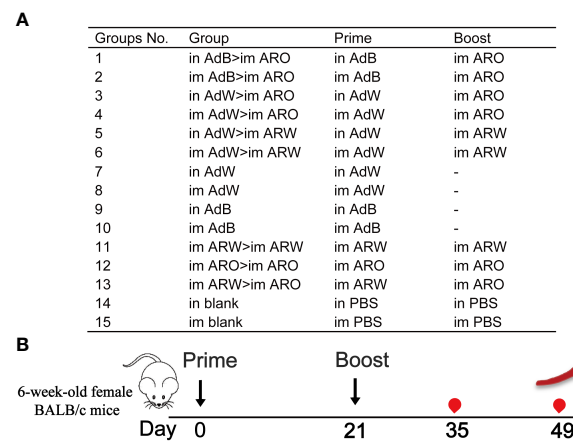 A
Groups No. Group Prime Boost
1 in AdB>im ARO in AdB im ARO
2 im AdB>im ARO im AdB im ARO
3 in AdW>im ARO in AdW im ARO
4 im AdW>im ARO im AdW im ARO
5 in AdW>im ARW in AdW im ARW
6 im AdW>im ARW im AdW im ARW
7 in AdW in AdW -
8 im AdW im AdW -
9 in AdB in AdB -
10 im AdB im AdB -
11 im ARW>im ARW im ARW im ARW
12 im ARO>im ARO im ARO im ARO
13 im ARW>im ARO im ARW im ARO
14 in blank in PBS in PBS
15 im blank im PBS im PBS
B
Prime Boost
6-week-old female
BALB/c mice
Day 0 21 35 49